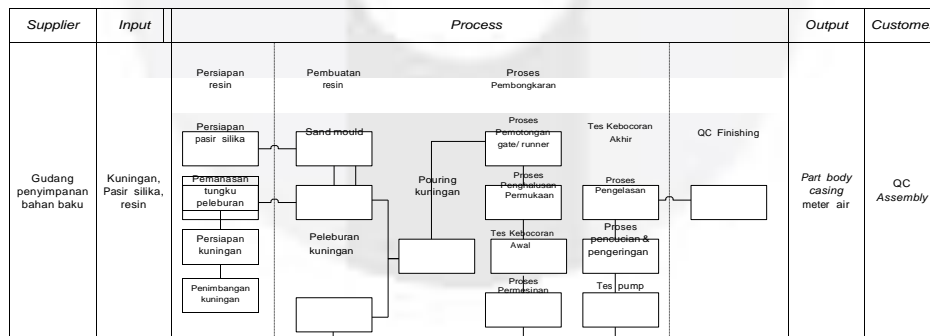 Supplier
Input
Process
Output
Custome
Gudang
penyimpanan
bahan baku
Kuningan,
Pasir silika,
resin
Persiapan
resin
Persiapan
pasir silika
Pemanasan
tungku
peleburan
Persiapan
kuningan
Penimbangan
kuningan
Pembuatan
resin
Sand mould
Peleburan
kuningan
Pouring
kuningan
Proses
Pembongkaran
Proses
Pemotongan
gate/ runner
Proses
Penghalusan
Permukaan
Tes Kebocoran
Awal
Proses
Permesinan
Tes Kebocoran
Akhir
Proses
Pengelasan
Proses
pencucian &
pengeringan
Tes pump
QC Finishing
Part body
casing
meter air
QC
Assembly